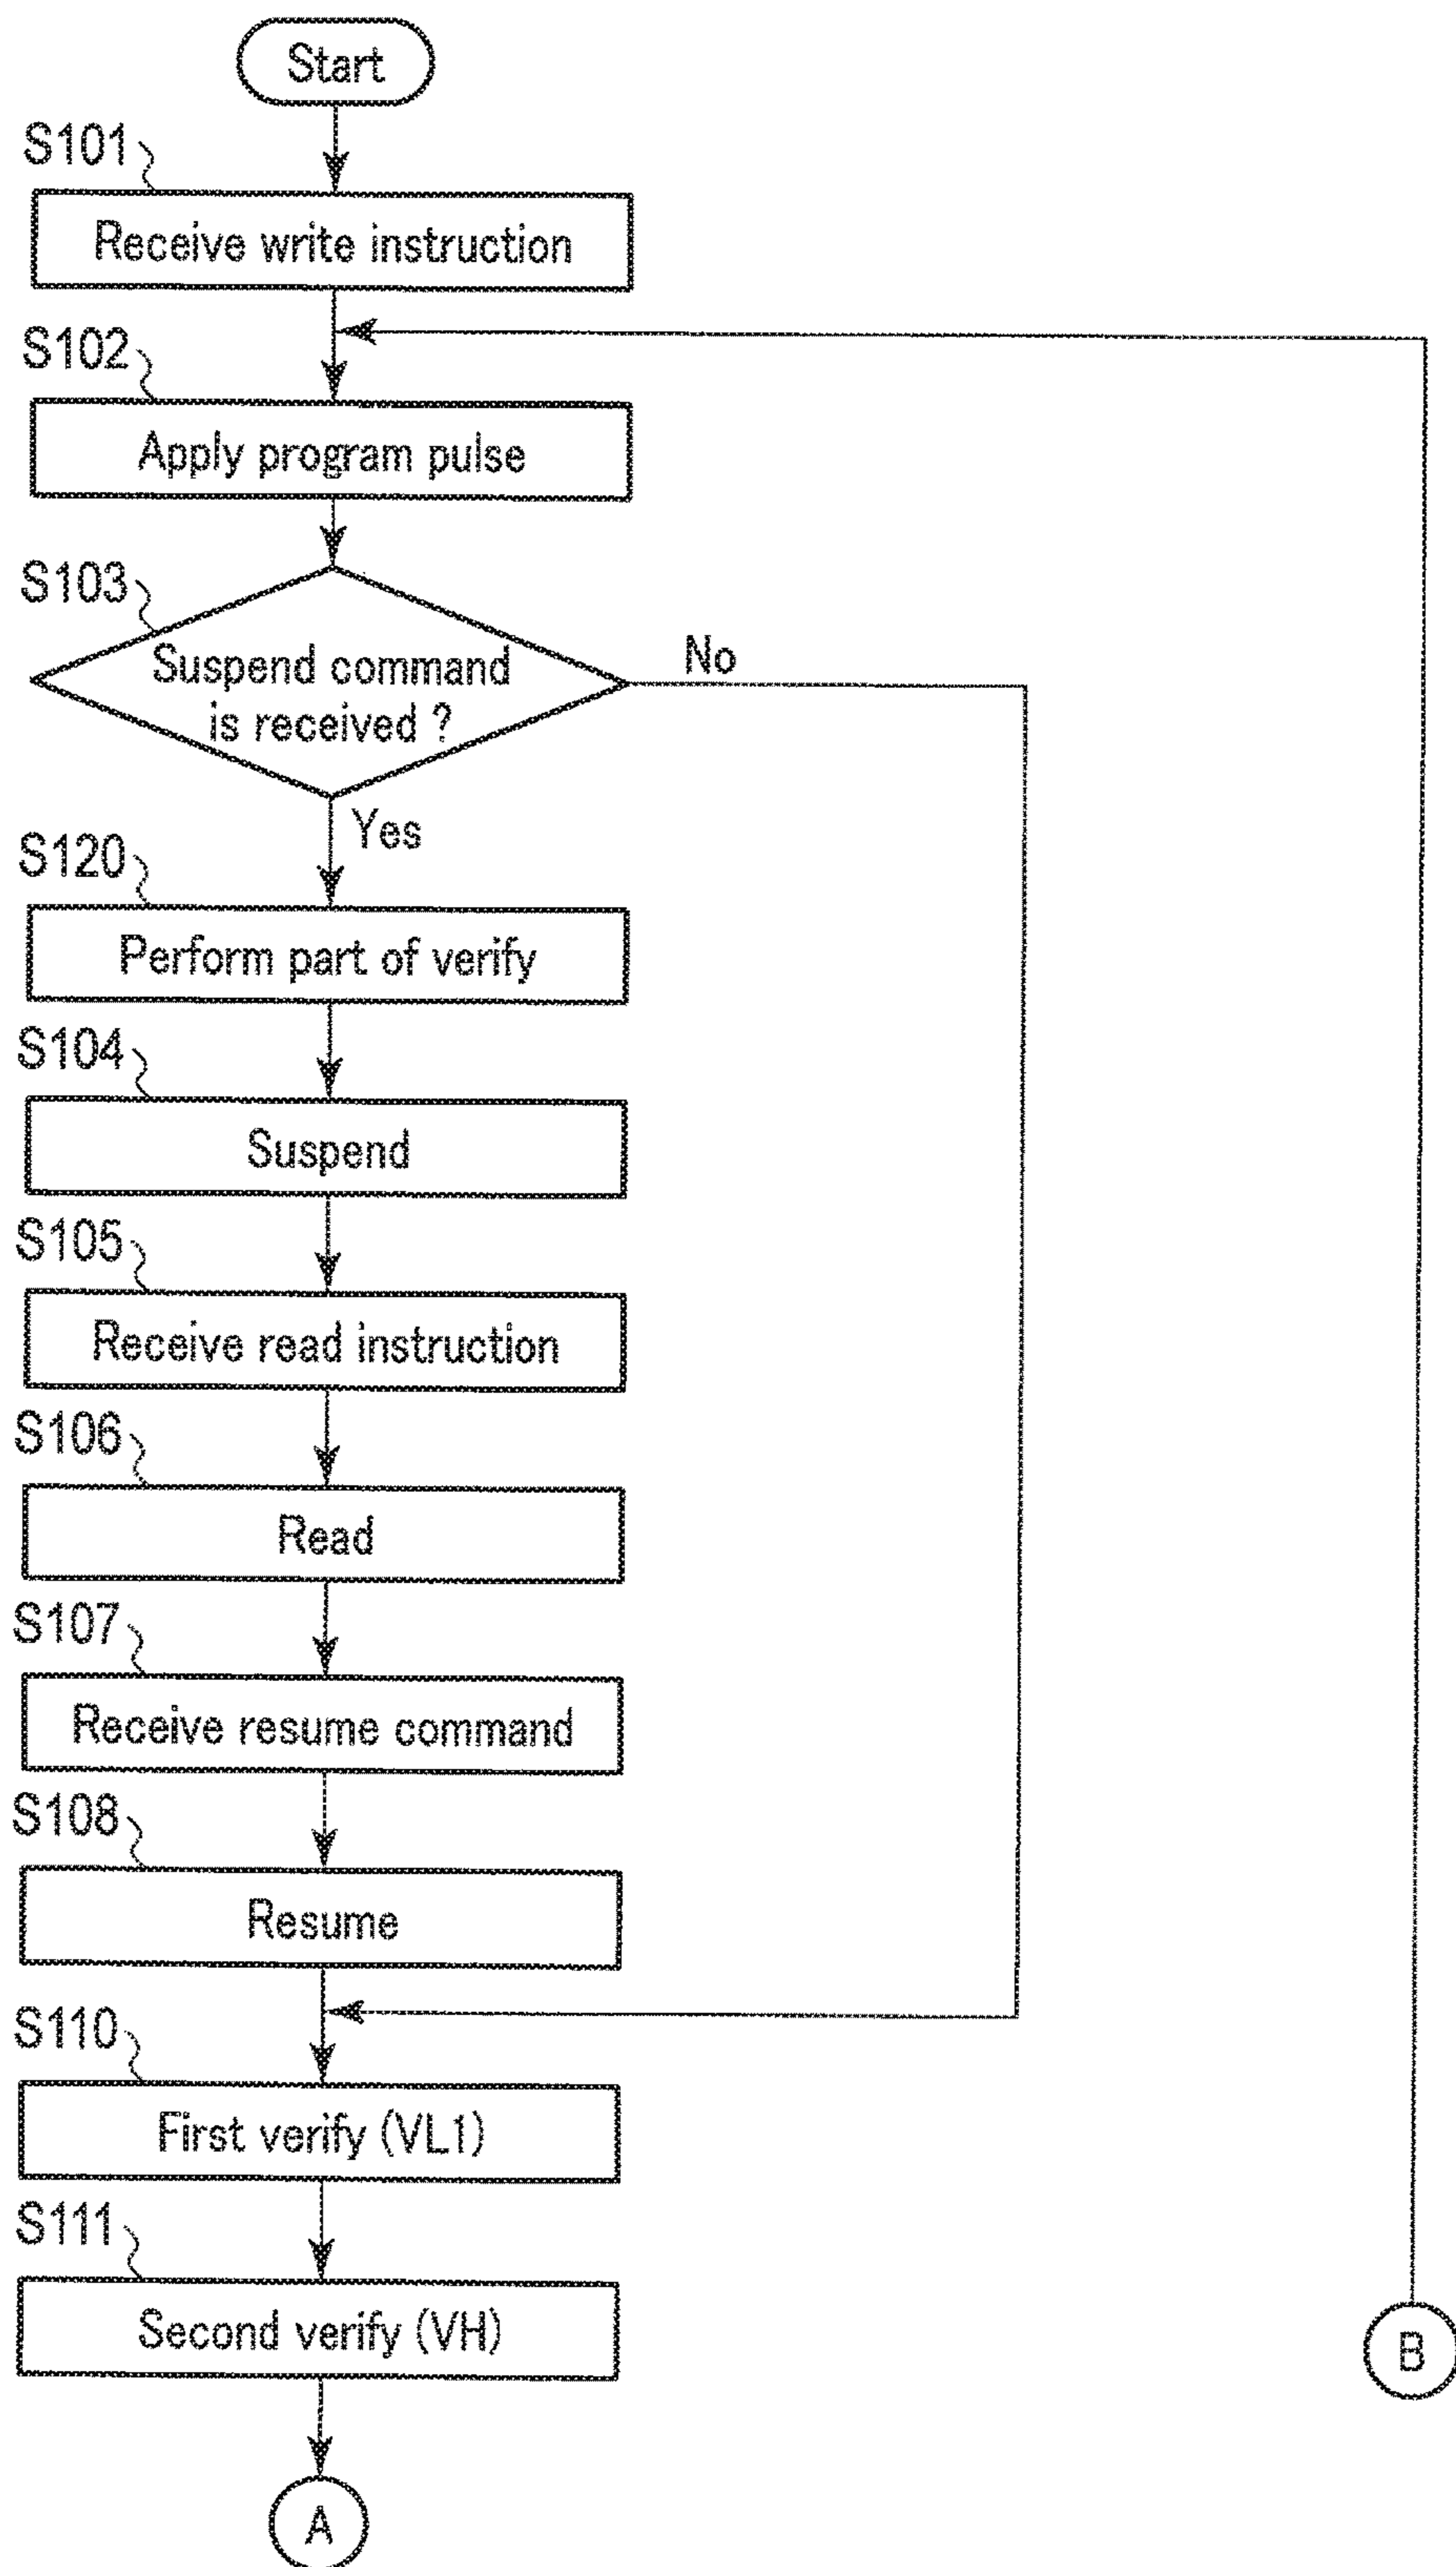 Start
S101
Receive write instruction
S102
Apply program pulse
S103
Suspend command
is received ?
No
Yes
S120
Perform part of verify
S104
Suspend
S105
Receive read instruction
S106
Read
S107
Receive resume command
S108
Resume
S110
First verify (VL1)
S111
Second verify (VH)
B
A